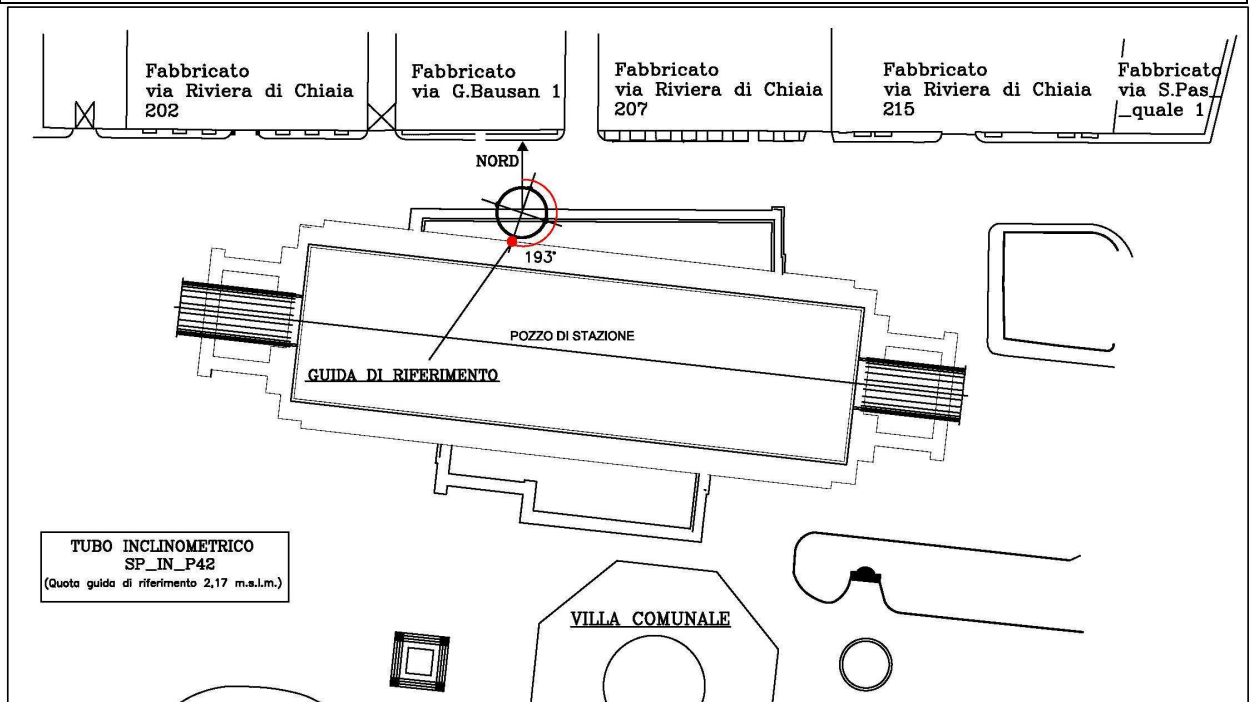 Fabbricato
via Riviera di Chiaia
202
Fabbricato
via G.Bausan 1
Fabbricato
via Riviera di Chiaia
207
Fabbricato
via Riviera di Chiaia
215
Fabbricato
via S.Pas_
_quale 1
NORD
193°
POZZO DI STAZIONE
GUIDA DI RIFERIMENTO
TUBO INCLINOMETRICO
SP_IN_P42
(Quota guida di riferimento 2,17 m.s.l.m.)
VILLA COMUNALE